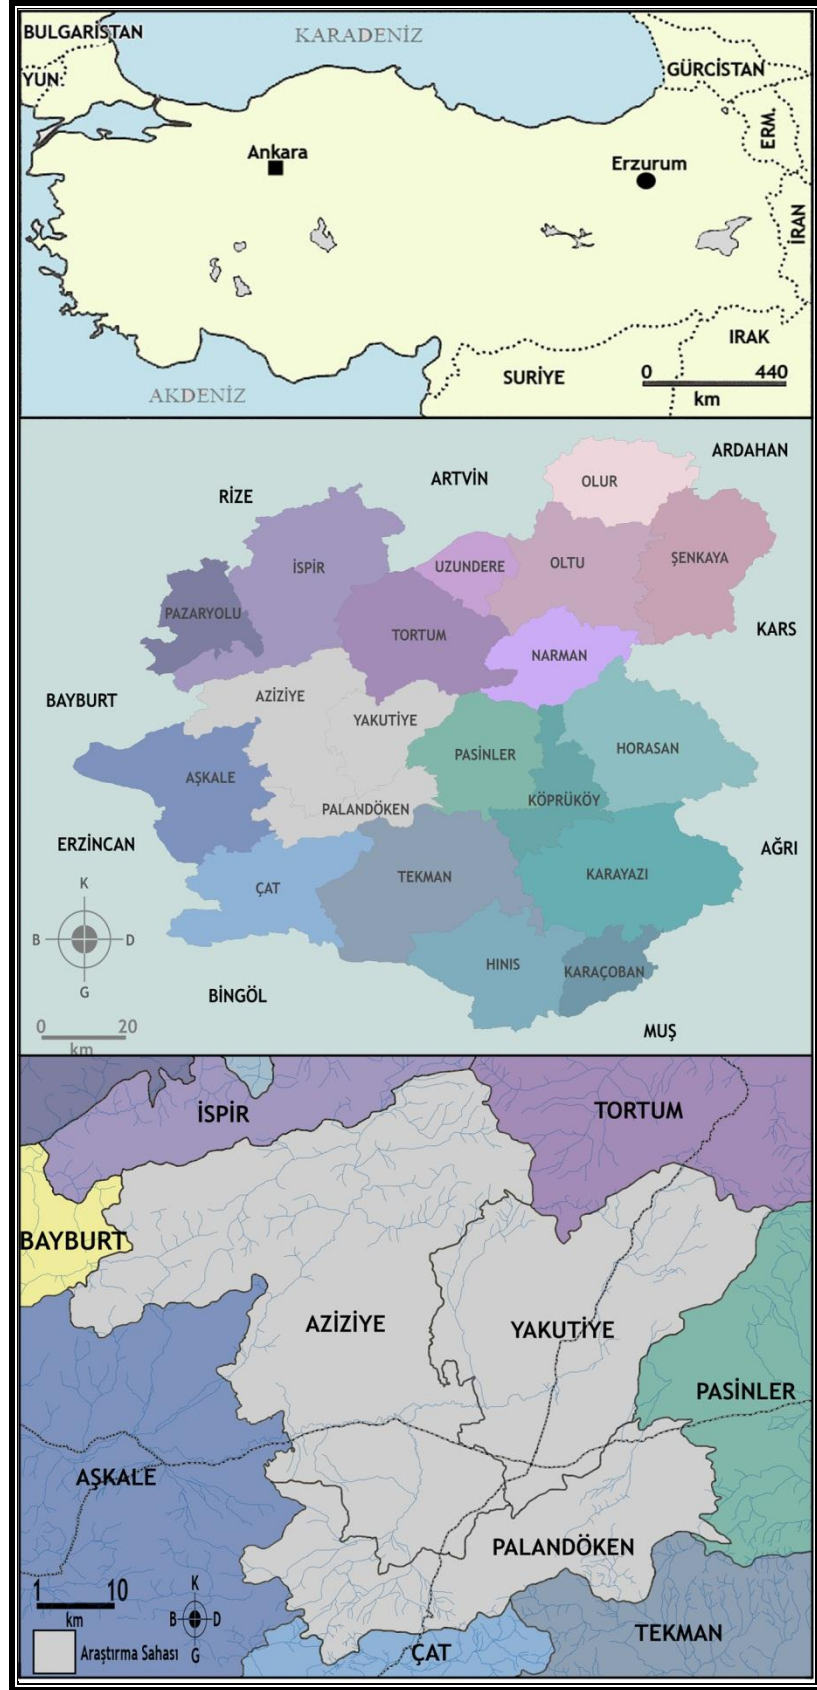 BULGARİSTAN
KARADENİZ
YUN.
GÜRCİSTAN
ERM.
Ankara
Erzurum
İRAN
IRAK
SURİYE
0 440
km
AKDENİZ
ARDAHAN
ARTVİN
OLUR
RİZE
İSPİR
UZUNDERE
OLTU
ŞENKAYA
PAZARYOLU
TORTUM
KARS
NARMAN
BAYBURT
AZİZİYE
YAKUTİYE
PASİNLER
HORASAN
AŞKALE
KÖPRÜKÖY
PALANDÖKEN
ERZİNCAN
AĞRI
ÇAT
TEKMAN
KARAYAZI
K
B D
G
HINIS
KARAÇOBAN
BİNGÖL
0 20
km
MUŞ
İSPİR
TORTUM
BAYBURT
AZİZİYE
YAKUTİYE
PASİNLER
AŞKALE
PALANDÖKEN
1 10
km
K
B D
G
Araştırma Sahası
ÇAT
TEKMAN